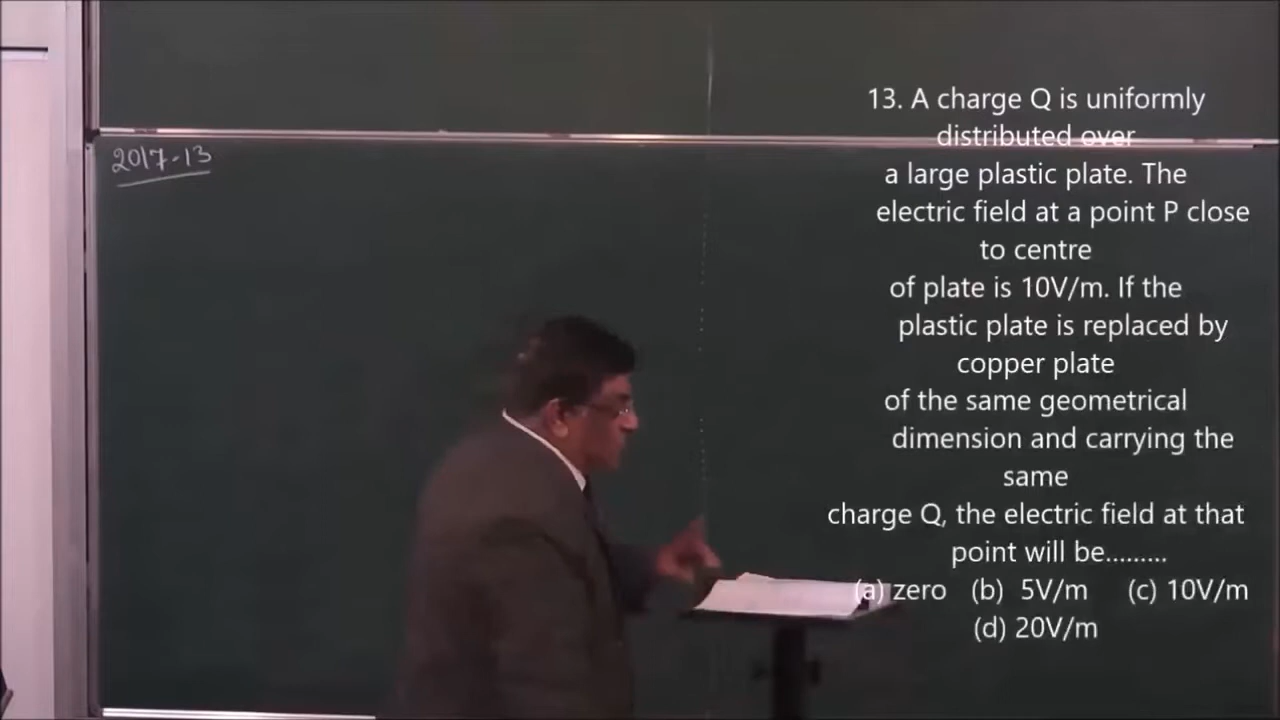 2017-13
13. A charge Q is uniformly
distributed over
a large plastic plate. The
electric field at a point P close
to centre
of plate is 10V/m. If the
plastic plate is replaced by
copper plate
of the same geometrical
dimension and carrying the
same
charge Q, the electric field at that
point will be.........
(a) zero (b) 5V/m (c) 10V/m
(d) 20V/m